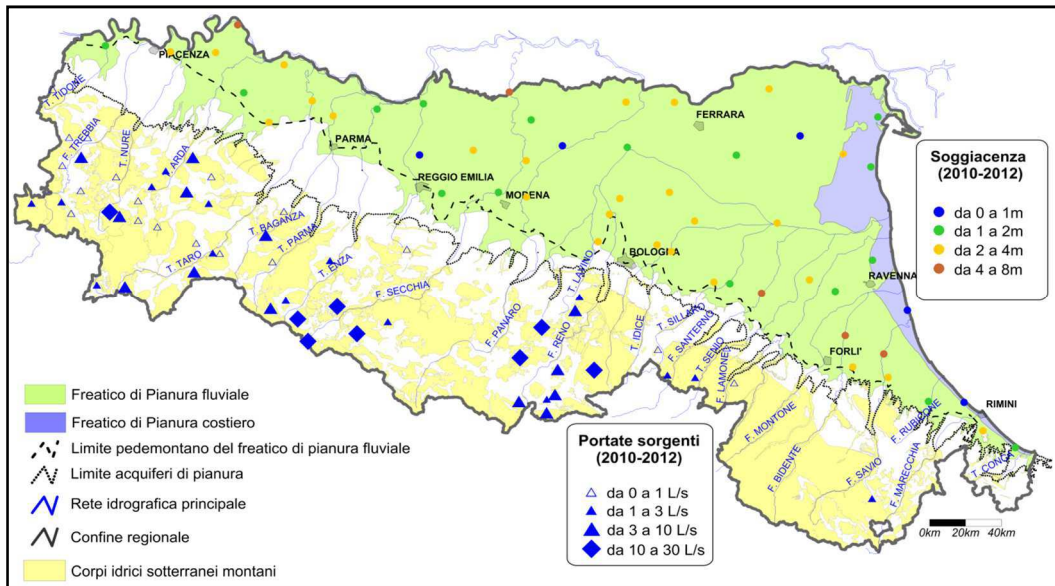 PIACENZA
T. TIDONE
F. TREBBIA
T. NURE
ARDA
PARMA
REGGIO EMILIA
MODENA
FERRARA
BOLOGNA
RAVENNA
FORLI'
RIMINI
T. BAGANZA
T. PARMA
T. TARO
T. ENZA
F. SECCHIA
F. PANARO
F. RENO
T. LAVINO
T. IDICE
T. SILLARO
F. SANTERNO
T. SENIO
F. LAMONE
F. MONTONE
F. BIDENTE
F. SAVIO
F. RUBICONE
F. MARECCHIA
T. CONCA
Soggiacenza
(2010-2012)
da 0 a 1m
da 1 a 2m
da 2 a 4m
da 4 a 8m
Freatico di Pianura fluviale
Freatico di Pianura costiero
Limite pedemontano del freatico di pianura fluviale
Limite acquiferi di pianura
Rete idrografica principale
Confine regionale
Corpi idrici sotterranei montani
Portate sorgenti
(2010-2012)
da 0 a 1 L/s
da 1 a 3 L/s
da 3 a 10 L/s
da 10 a 30 L/s
0km 20km 40km